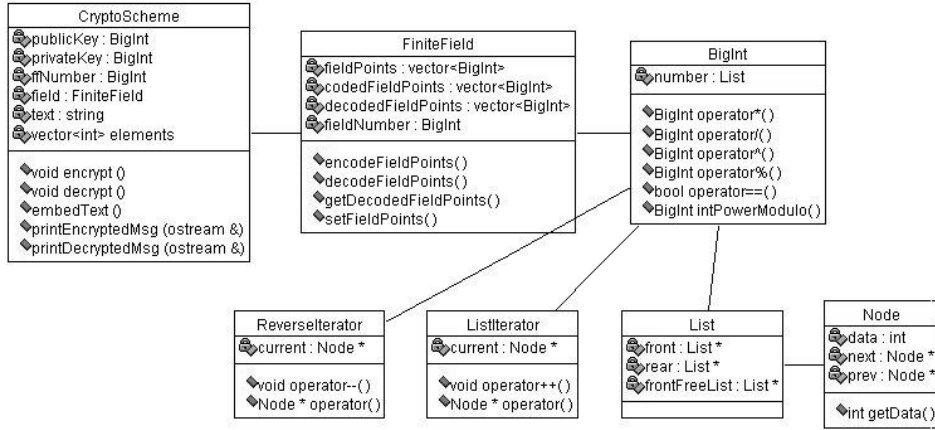 CryptoScheme
publicKey : BigInt
privateKey : BigInt
ffNumber : BigInt
field : FiniteField
text : string
vector<int> elements
void encrypt ()
void decrypt ()
embedText ()
printEncryptedMsg (ostream &)
printDecryptedMsg (ostream &)
FiniteField
fieldPoints : vector<BigInt>
codedFieldPoints : vector<BigInt>
decodedFieldPoints : vector<BigInt>
fieldNumber : BigInt
encodeFieldPoints()
decodeFieldPoints()
getDecodedFieldPoints()
setFieldPoints()
BigInt
number : List
BigInt operator*()
BigInt operator/()
BigInt operator^()
BigInt operator%()
bool operator==()
BigInt intPowerModulo()
ReverseIterator
current : Node *
void operator--()
Node * operator()
ListIterator
current : Node *
void operator++()
Node * operator()
List
front : List *
rear : List *
frontFreeList : List *
Node
data : int
next : Node *
prev : Node *
int getData()